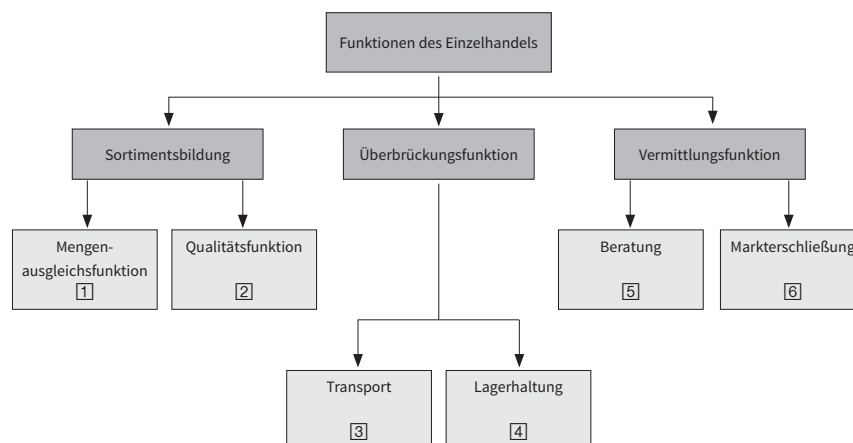 Funktionen des Einzelhandels
Sortimentsbildung
Überbrückungsfunktion
Vermittlungsfunktion
Mengen-
ausgleichsfunktion
1
Qualitätsfunktion
2
Beratung
5
Markterschließung
6
Transport
3
Lagerhaltung
4